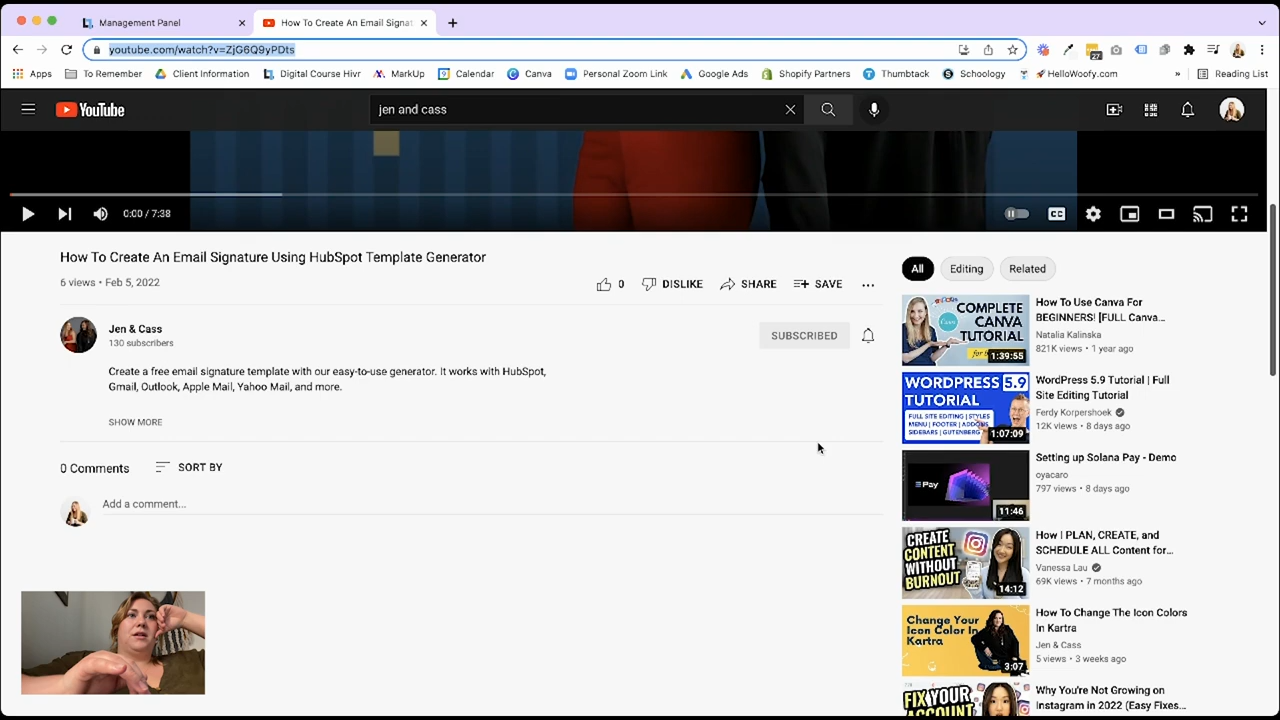 Management Panel
How To Create An Email Signat
youtube.com/watch?v=ZjG6Q9yPDts
27
Apps
To Remember
Client Information
Digital Course Hivr
MarkUp
Calendar
Canva
Personal Zoom Link
Google Ads
Shopify Partners
Thumbtack
Schoology
HelloWoofy.com
»
Reading List
YouTube
jen and cass
0:00 / 7:38
CC
How To Create An Email Signature Using HubSpot Template Generator
6 views • Feb 5, 2022
0
DISLIKE
SHARE
SAVE
Jen & Cass
130 subscribers
SUBSCRIBED
Create a free email signature template with our easy-to-use generator. It works with HubSpot,
Gmail, Outlook, Apple Mail, Yahoo Mail, and more.
SHOW MORE
0 Comments
SORT BY
Add a comment...
All
Editing
Related
COMPLETE
CANVA
TUTORIAL
1:39:55
How To Use Canva For
BEGINNERS! [FULL Canva...
Natalia Kalinska
821K views • 1 year ago
WORDPRESS 5.9
TUTORIAL
FULL SITE EDITING | STYLES
MENU | FOOTER | ADDONS
SIDEBARS | GUTENBERG
1:07:09
WordPress 5.9 Tutorial | Full
Site Editing Tutorial
Ferdy Korpershoek
12K views • 8 days ago
Pay
11:46
Setting up Solana Pay - Demo
oyacaro
797 views • 8 days ago
CREATE
CONTENT
WITHOUT
BURNOUT
14:12
How I PLAN, CREATE, and
SCHEDULE ALL Content for...
Vanessa Lau
69K views • 7 months ago
Change Your
Icon Color In
Kartra
3:07
How To Change The Icon Colors
In Kartra
Jen & Cass
5 views • 3 weeks ago
FIX YOUR
ACCOUNT
Why You're Not Growing on
Instagram in 2022 (Easy Fixes...